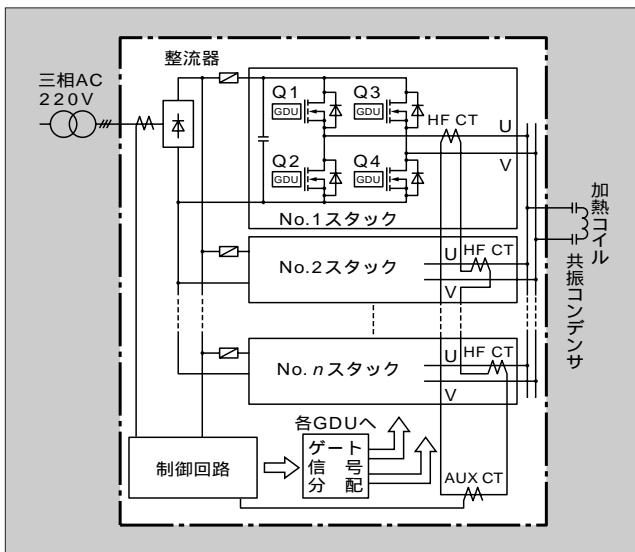 整流器
三相AC
220V
Q1
Q3
GDU
GDU
HF CT
U
Q2
Q4
V
GDU
GDU
No.1スタック
加熱コイル
共振コンデンサ
U
HF CT
No.2スタック
V
U
HF CT
No. nスタック
V
各GDUへ
制御回路
ゲート
信 号
分 配
AUX CT